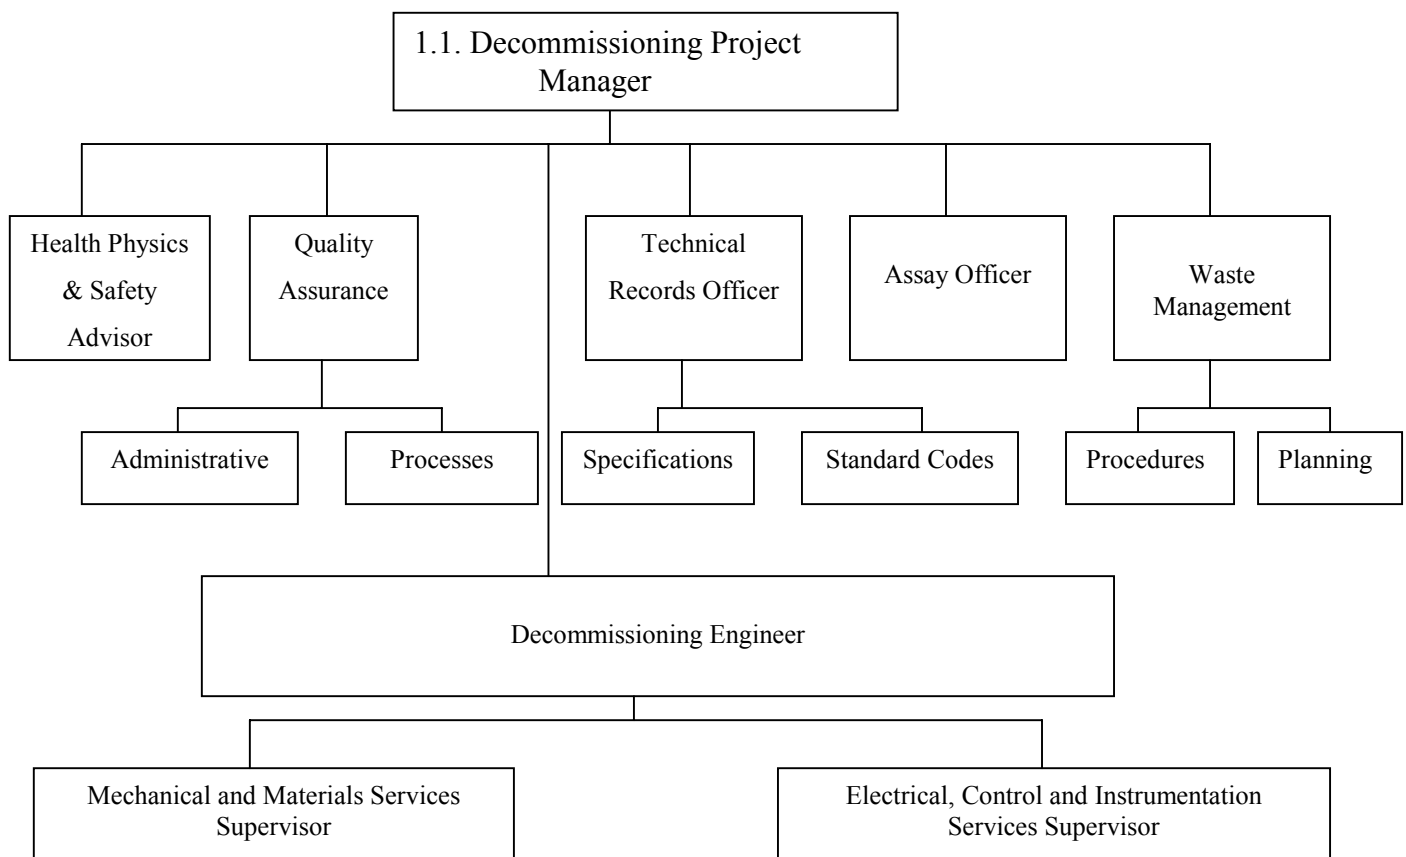 1.1. Decommissioning Project
Manager
Health Physics
& Safety
Advisor
Quality
Assurance
Technical
Records Officer
Assay Officer
Waste
Management
Administrative
Processes
Specifications
Standard Codes
Procedures
Planning
Decommissioning Engineer
Mechanical and Materials Services
Supervisor
Electrical, Control and Instrumentation
Services Supervisor